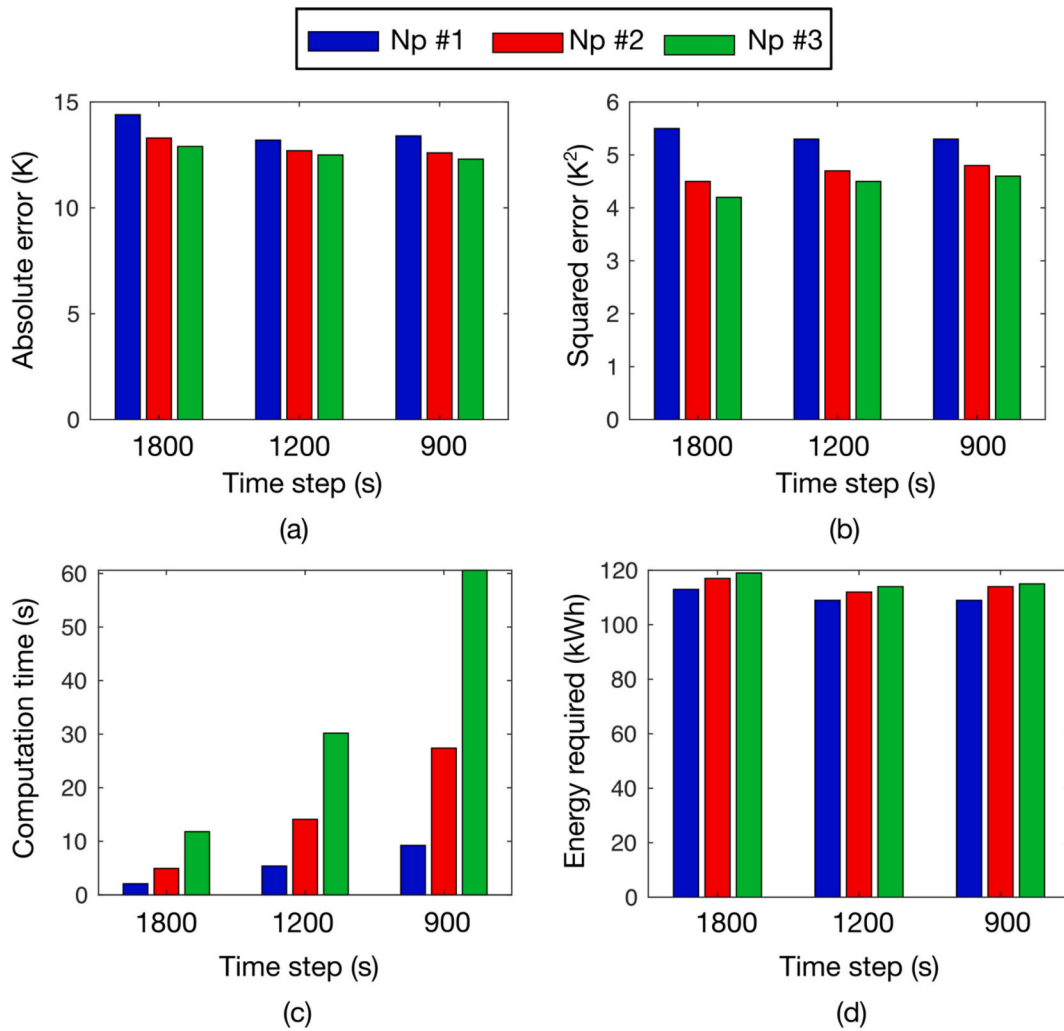 Np #1 Np #2 Np #3
15
10
5
0
Absolute error (K)
1800 1200 900
Time step (s)
(a)
6
5
4
3
2
1
0
Squared error (K²)
1800 1200 900
Time step (s)
(b)
60
50
40
30
20
10
0
Computation time (s)
1800 1200 900
Time step (s)
(c)
120
100
80
60
40
20
0
Energy required (kWh)
1800 1200 900
Time step (s)
(d)